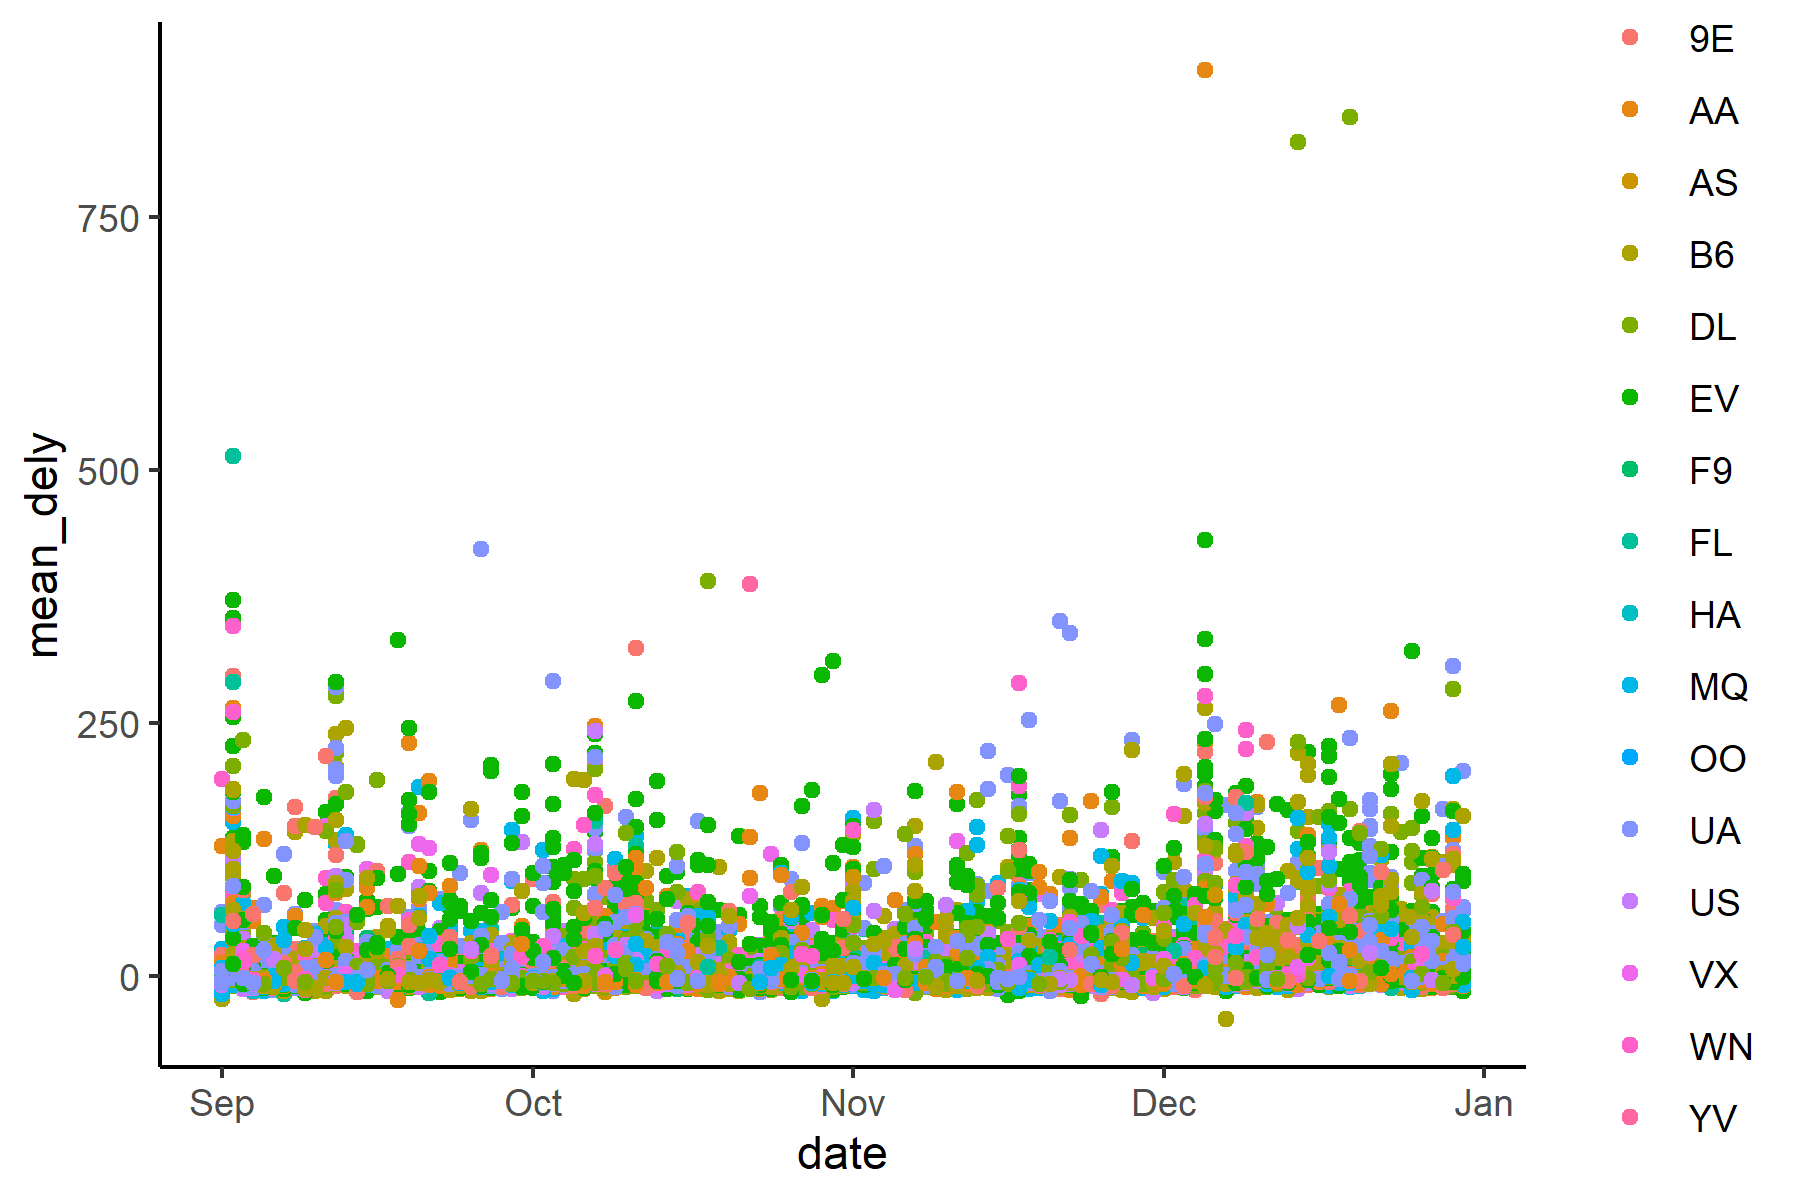 mean_dely
750
500
250
0
Sep Oct Nov Dec Jan
date
9E
AA
AS
B6
DL
EV
F9
FL
HA
MQ
OO
UA
US
VX
WN
YV